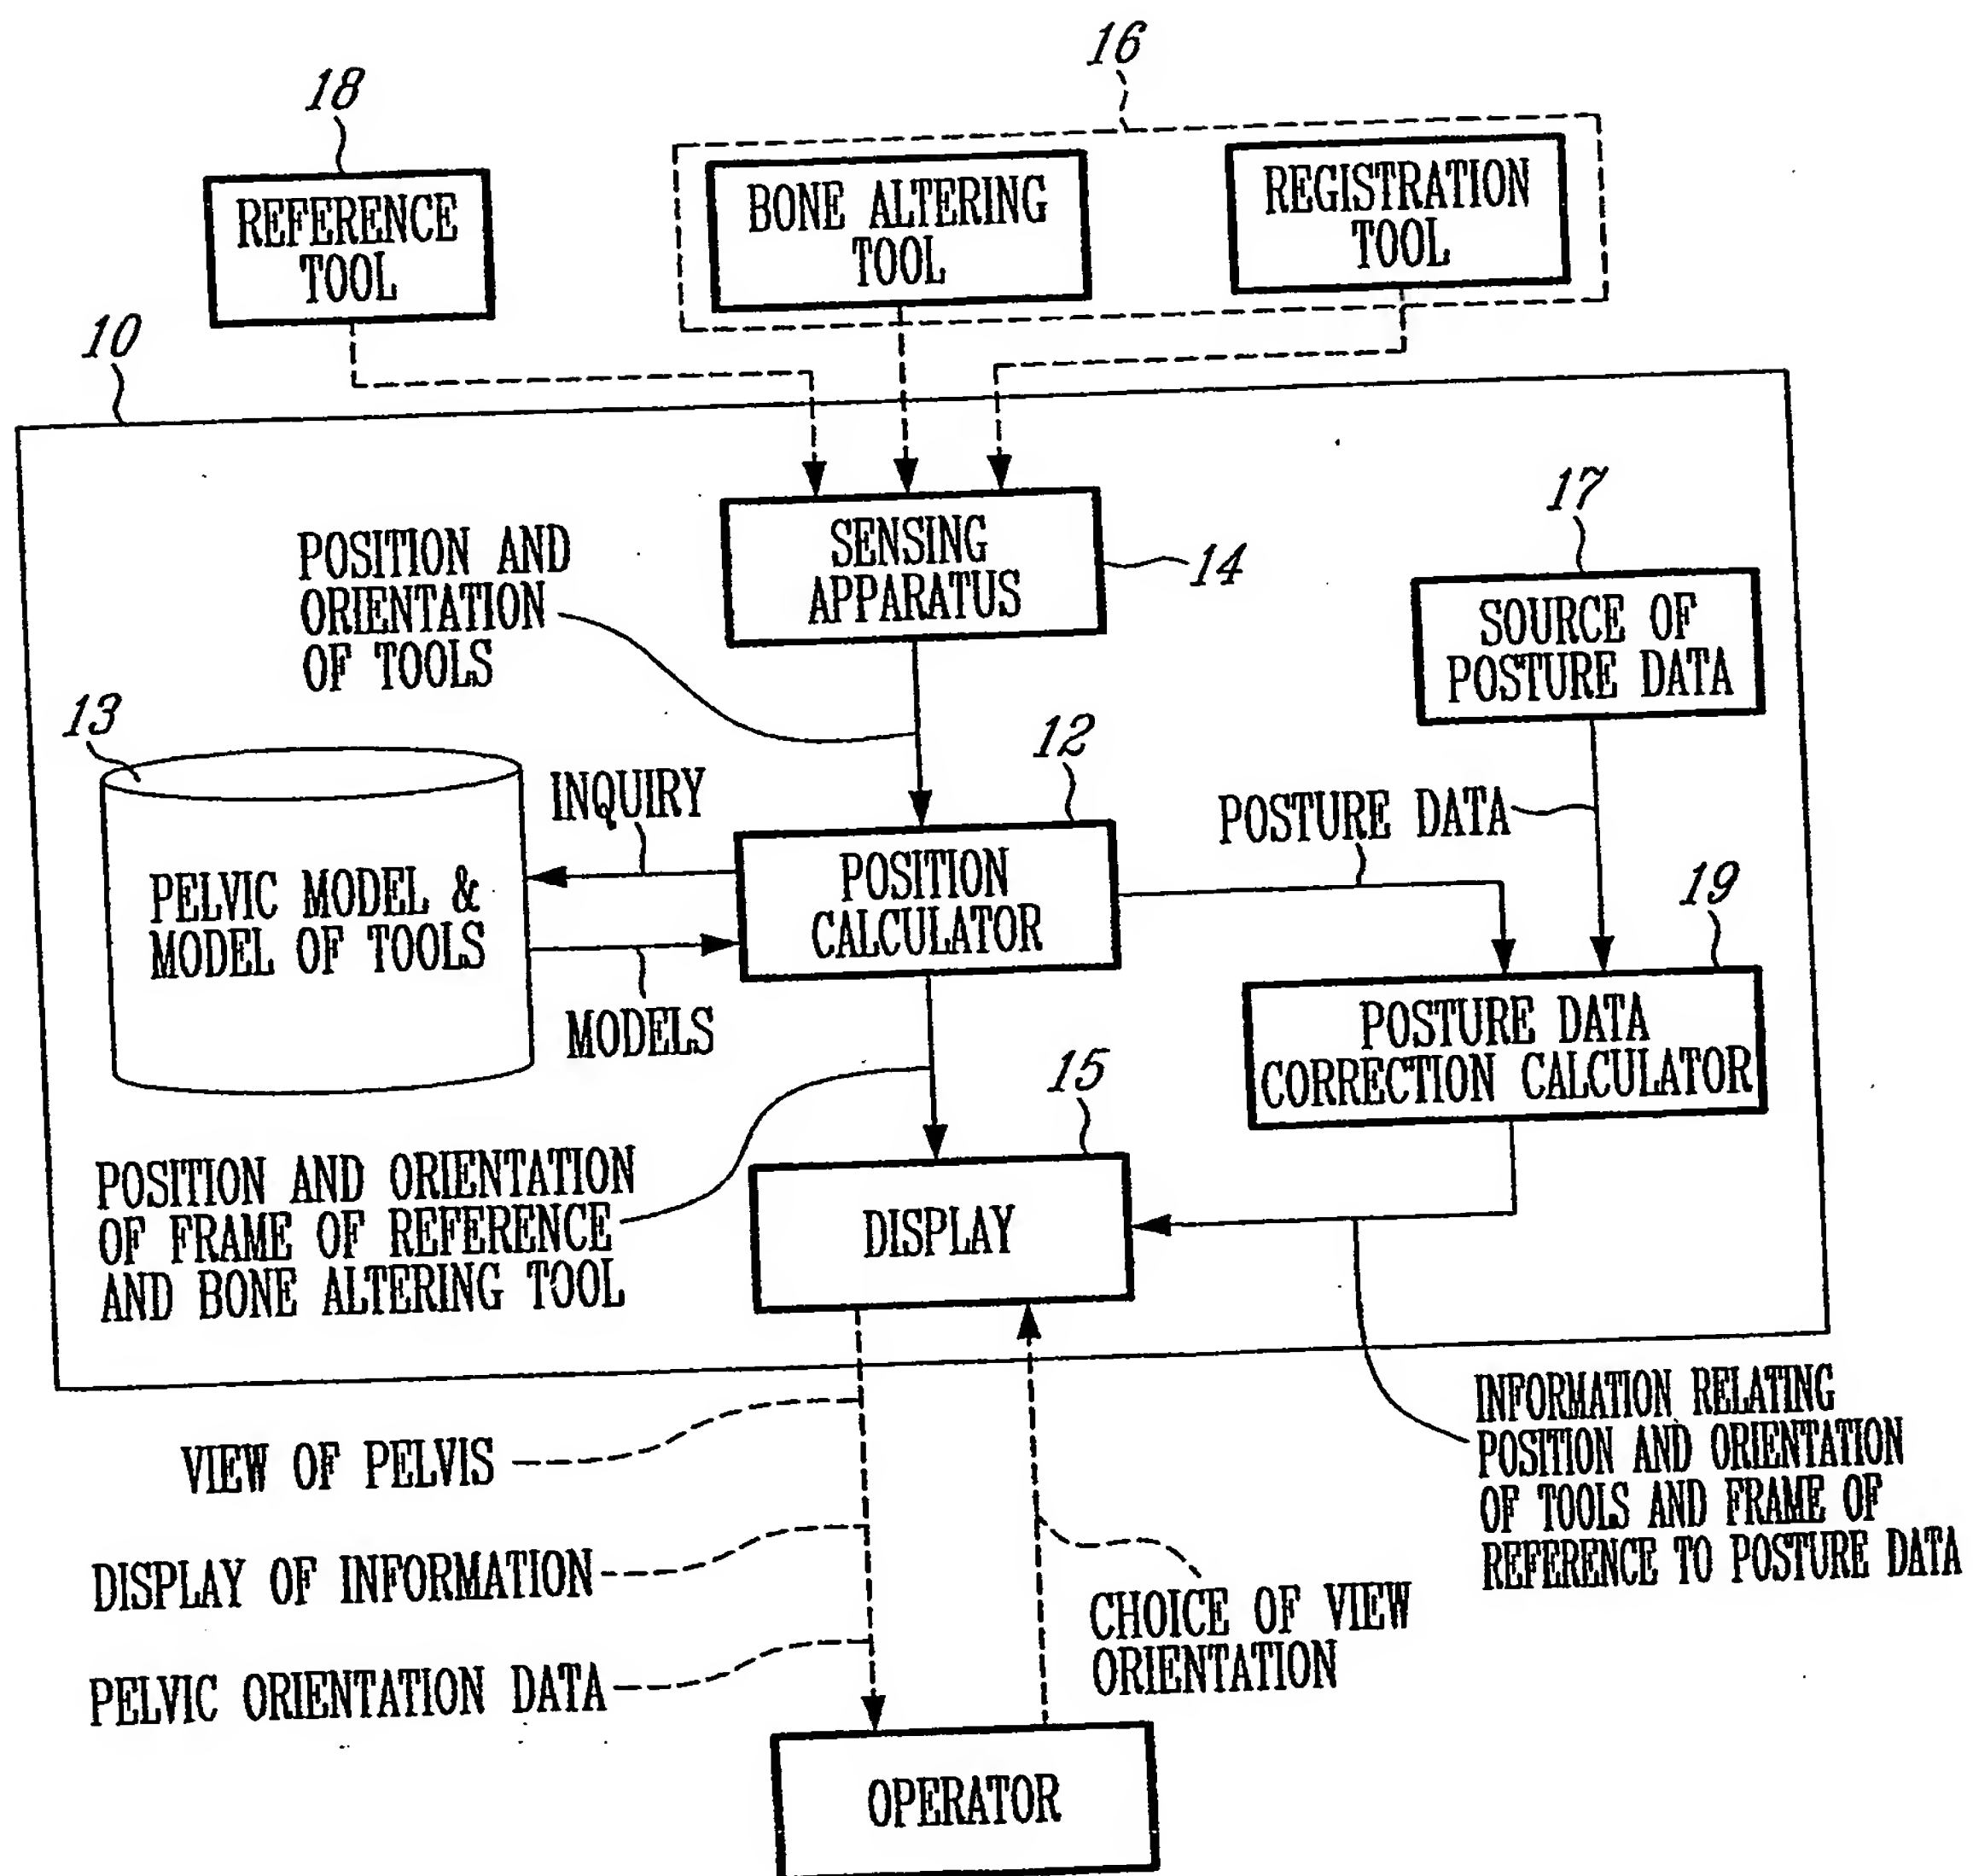 16
18
REFERENCE
TOOL
BONE ALTERING
TOOL
REGISTRATION
TOOL
10
SENSING
APPARATUS
14
POSITION AND
ORIENTATION
OF TOOLS
17
SOURCE OF
POSTURE DATA
13
PELVIC MODEL &
MODEL OF TOOLS
INQUIRY
MODELS
12
POSITION
CALCULATOR
POSTURE DATA
19
POSTURE DATA
CORRECTION CALCULATOR
15
DISPLAY
POSITION AND ORIENTATION
OF FRAME OF REFERENCE
AND BONE ALTERING TOOL
INFORMATION RELATING
POSITION AND ORIENTATION
OF TOOLS AND FRAME OF
REFERENCE TO POSTURE DATA
VIEW OF PELVIS
DISPLAY OF INFORMATION
PELVIC ORIENTATION DATA
CHOICE OF VIEW
ORIENTATION
OPERATOR